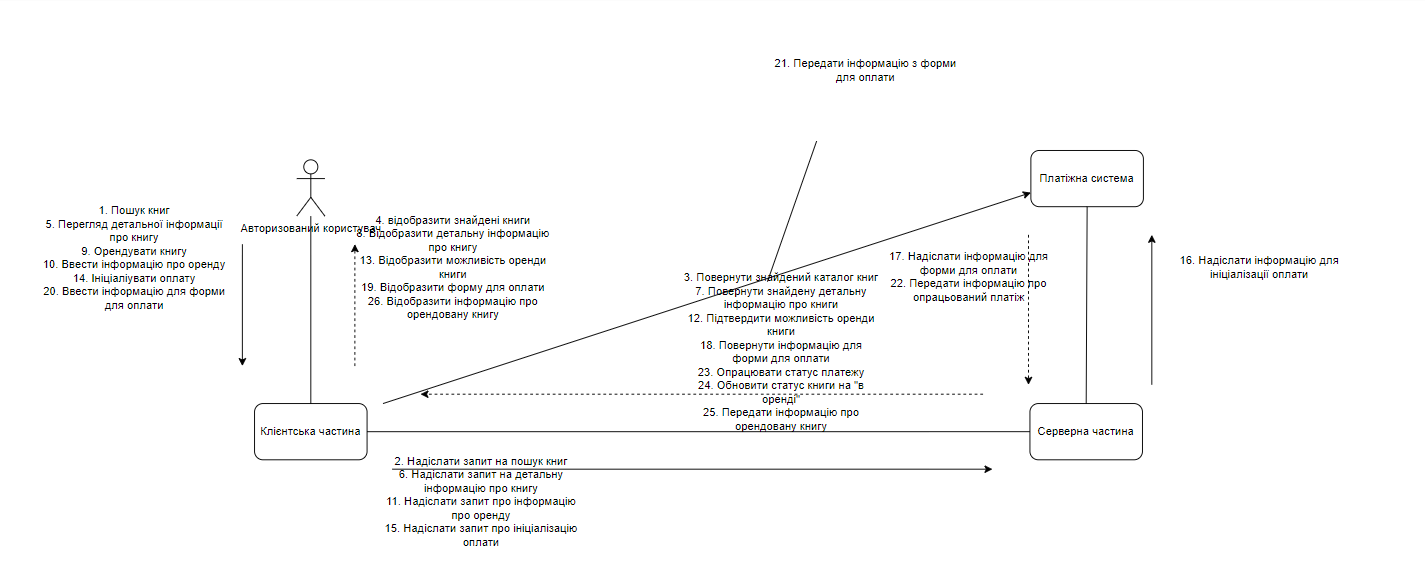 21. Передати інформацію з форми
для оплати
Платіжна система
1. Пошук книг
5. Перегляд детальної інформації
про книгу
9. Орендувати книгу
10. Ввести інформацію про оренду
14. Ініціалувати оплату
20. Ввести інформацію для форми
для оплати
Авторизований користувач
4. відобразити знайдені книги
8. Відобразити детальну інформацію
про книгу
13. Відобразити можливість оренди
книги
19. Відобразити форму для оплати
26. Відобразити інформацію про
орендовану книгу
3. Повернути знайдений каталог книг
7. Повернути знайдену детальну
інформацію про книги
12. Підтвердити можливість оренди
книги
18. Повернути інформацію для
форми для оплати
23. Опрацювати статус платежу
24. Обновити статус книги на "в
оренді"
25. Передати інформацію про
орендовану книгу
17. Надіслати інформацію для
форми для оплати
22. Передати інформацію про
опрацьований платіж
16. Надіслати інформацію для
ініціалізації оплати
Клієнтська частина
Серверна частина
2. Надіслати запит на пошук книг
6. Надіслати запит на детальну
інформацію про книгу
11. Надіслати запит про інформацію
про оренду
15. Надіслати запит про ініціалізацію
оплати